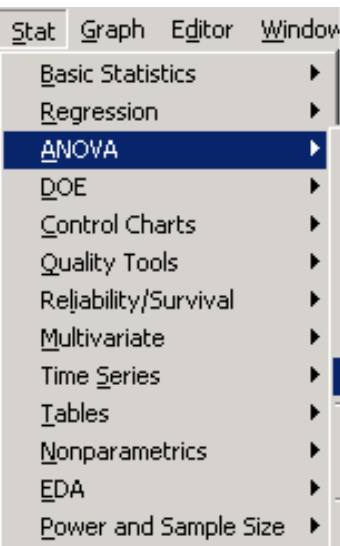 Stat Graph Editor Window
Basic Statistics
Regression
ANOVA
DOE
Control Charts
Quality Tools
Reliability/Survival
Multivariate
Time Series
Tables
Nonparametrics
EDA
Power and Sample Size